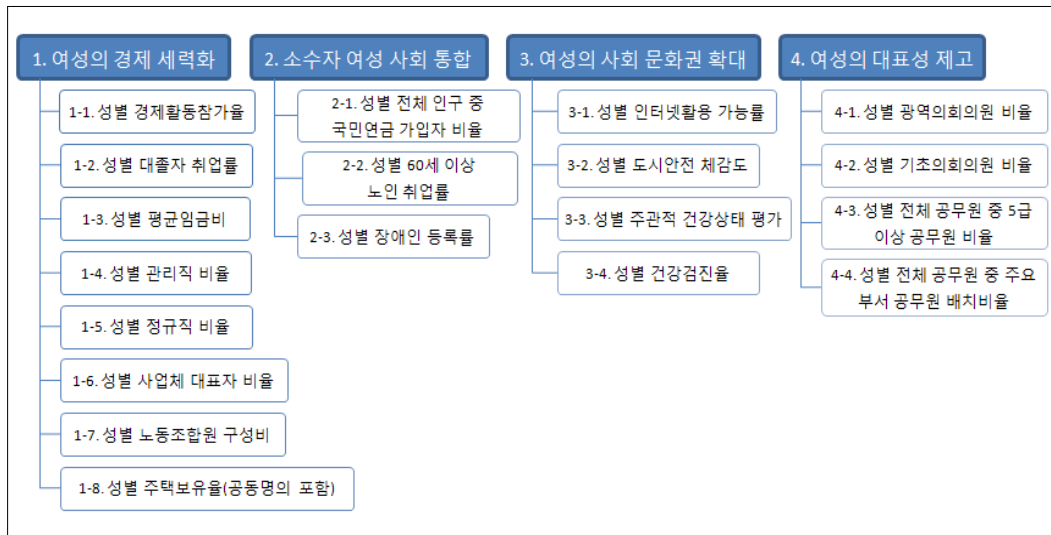 1. 여성의 경제 세력화
1-1. 성별 경제활동참가율
1-2. 성별 대졸자 취업률
1-3. 성별 평균임금비
1-4. 성별 관리직 비율
1-5. 성별 정규직 비율
1-6. 성별 사업체 대표자 비율
1-7. 성별 노동조합원 구성비
1-8. 성별 주택보유율(공동명의 포함)
2. 소수자 여성 사회 통합
2-1. 성별 전체 인구 중
국민연금 가입자 비율
2-2. 성별 60세 이상
노인 취업률
2-3. 성별 장애인 등록률
3. 여성의 사회 문화권 확대
3-1. 성별 인터넷활용 가능률
3-2. 성별 도시안전 체감도
3-3. 성별 주관적 건강상태 평가
3-4. 성별 건강검진율
4. 여성의 대표성 제고
4-1. 성별 광역의회의원 비율
4-2. 성별 기초의회의원 비율
4-3. 성별 전체 공무원 중 5급
이상 공무원 비율
4-4. 성별 전체 공무원 중 주요
부서 공무원 배치비율